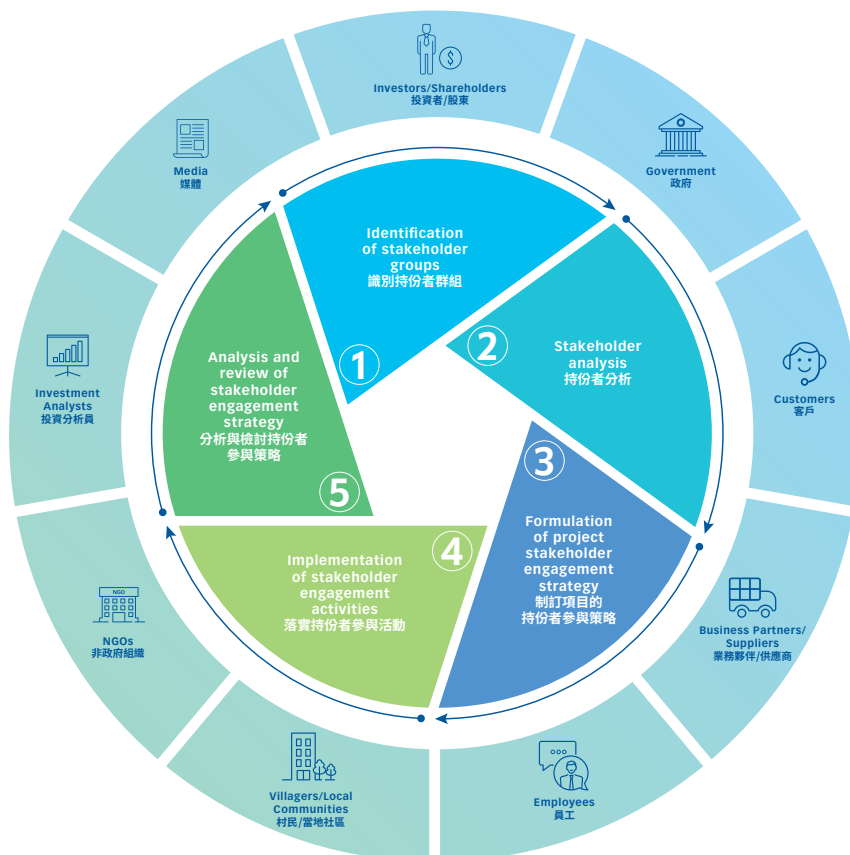 Investors/Shareholders
投資者/股東
Government
政府
Customers
客戶
Business Partners/
Suppliers
業務夥伴/供應商
Employees
員工
Villagers/Local
Communities
村民/當地社區
NGO
NGOs
非政府組織
Investment
Analysts
投資分析員
Media
媒體
Identification
of stakeholder
groups
識別持份者群組
1
2
Stakeholder
analysis
持份者分析
3
Formulation
of project
stakeholder
engagement
strategy
制訂項目的
持份者參與策略
4
Implementation
of stakeholder
engagement
activities
落實持份者參與活動
Analysis and
review of
stakeholder
engagement
strategy
分析與檢討持份者
參與策略
5
$